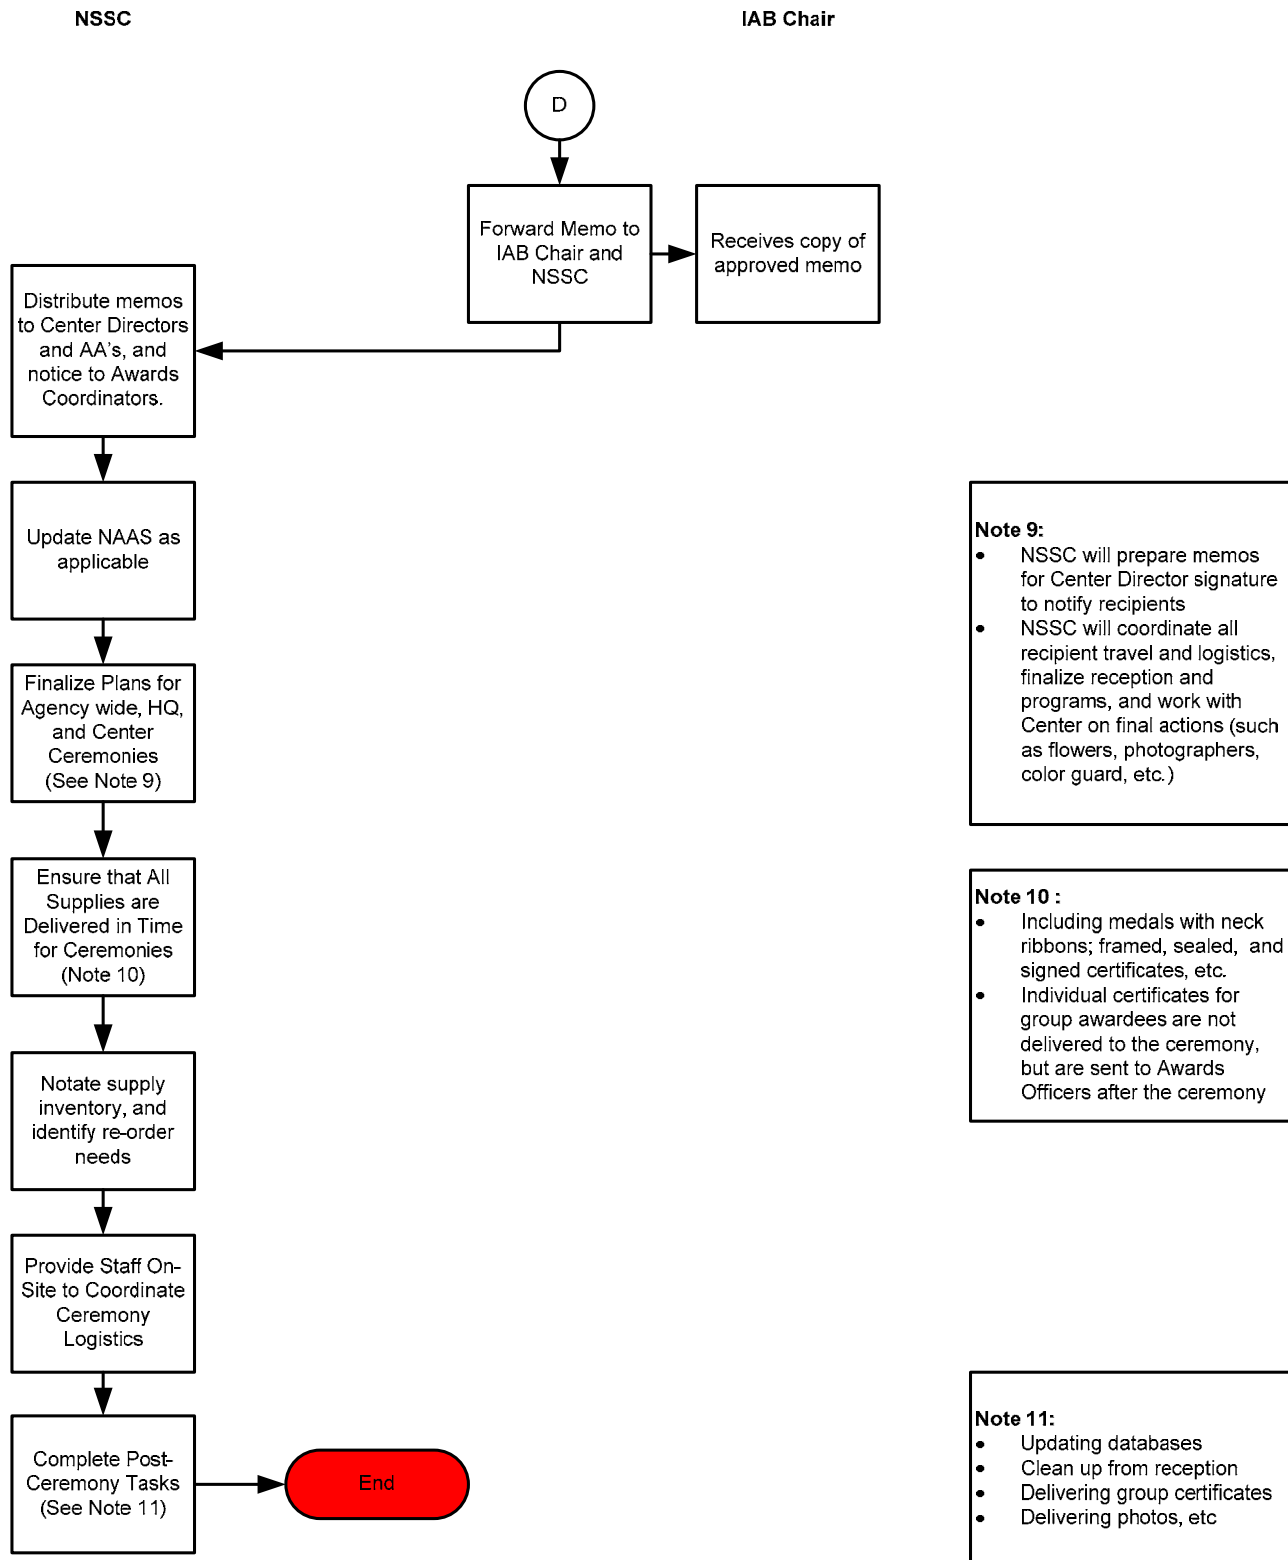 NSSC
IAB Chair
D
Forward Memo to
IAB Chair and
NSSC
Receives copy of
approved memo
Distribute memos
to Center Directors
and AA's, and
notice to Awards
Coordinators.
Update NAAS as
applicable
Finalize Plans for
Agency wide, HQ,
and Center
Ceremonies
(See Note 9)
Note 9:
• NSSC will prepare memos
for Center Director signature
to notify recipients
• NSSC will coordinate all
recipient travel and logistics,
finalize reception and
programs, and work with
Center on final actions (such
as flowers, photographers,
color guard, etc.)
Ensure that All
Supplies are
Delivered in Time
for Ceremonies
(Note 10)
Note 10 :
• Including medals with neck
ribbons; framed, sealed, and
signed certificates, etc.
• Individual certificates for
group awardees are not
delivered to the ceremony,
but are sent to Awards
Officers after the ceremony
Notate supply
inventory, and
identify re-order
needs
Provide Staff On-
Site to Coordinate
Ceremony
Logistics
Complete Post-
Ceremony Tasks
(See Note 11)
End
Note 11:
• Updating databases
• Clean up from reception
• Delivering group certificates
• Delivering photos, etc